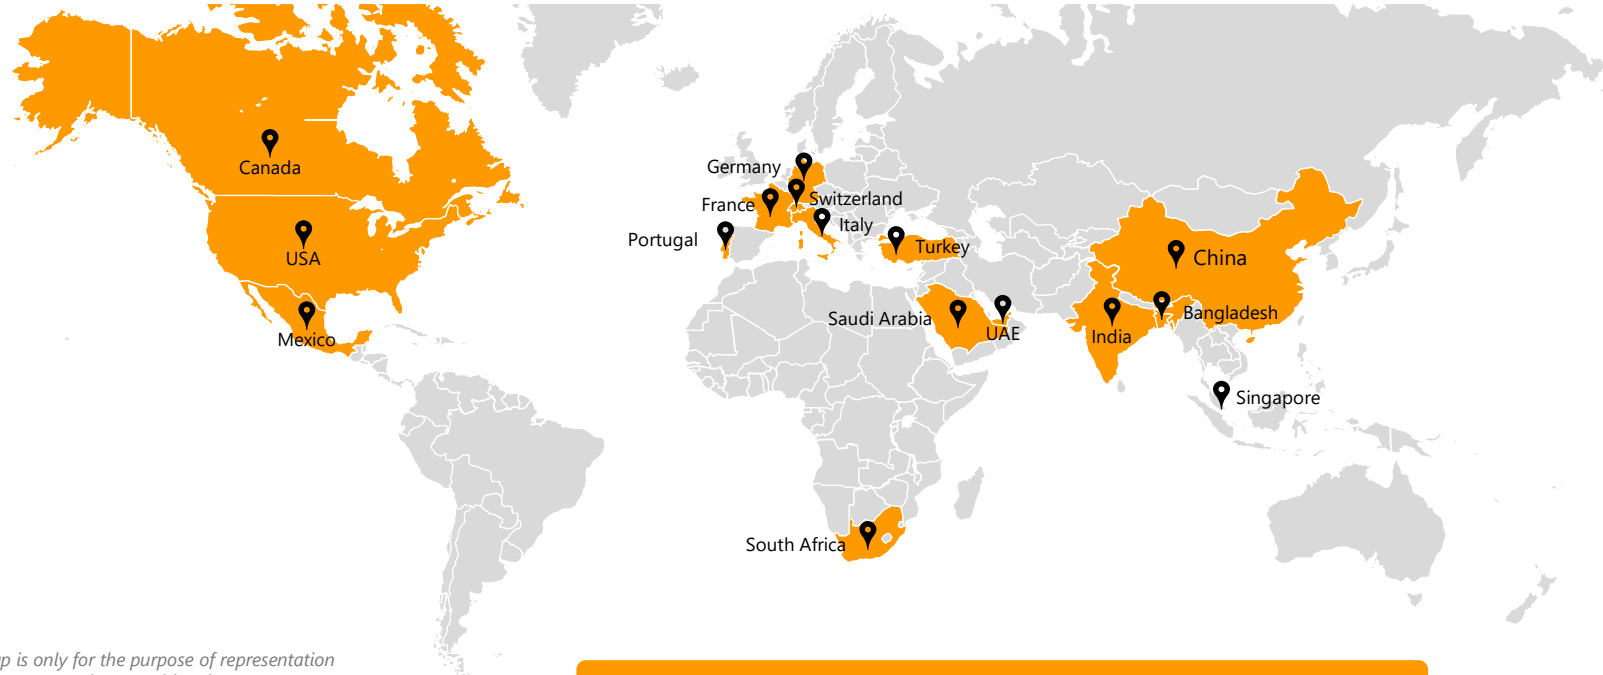 Canada
USA
Mexico
Germany
France
Switzerland
Italy
Portugal
Turkey
Saudi Arabia
UAE
China
India
Bangladesh
Singapore
South Africa
is only for the purpose of representation